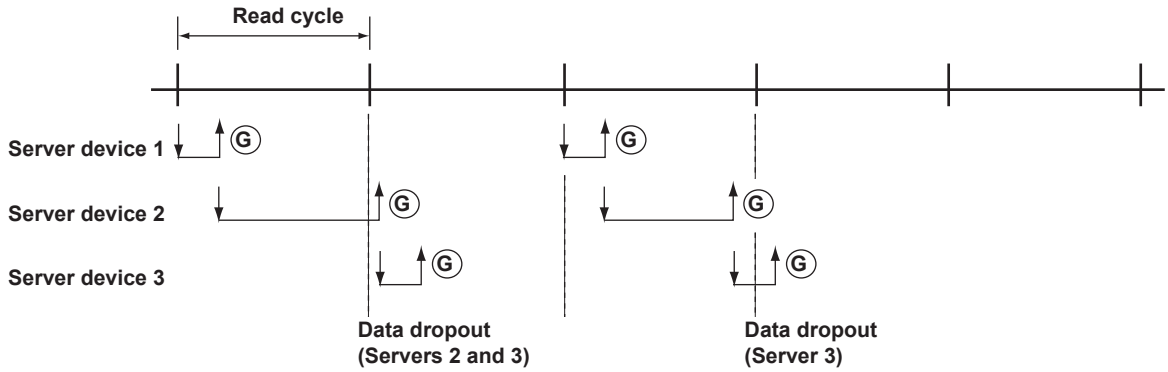 Read cycle
Server device 1
G
G
Server device 2
G
G
Server device 3
G
G
Data dropout
(Servers 2 and 3)
Data dropout
(Server 3)